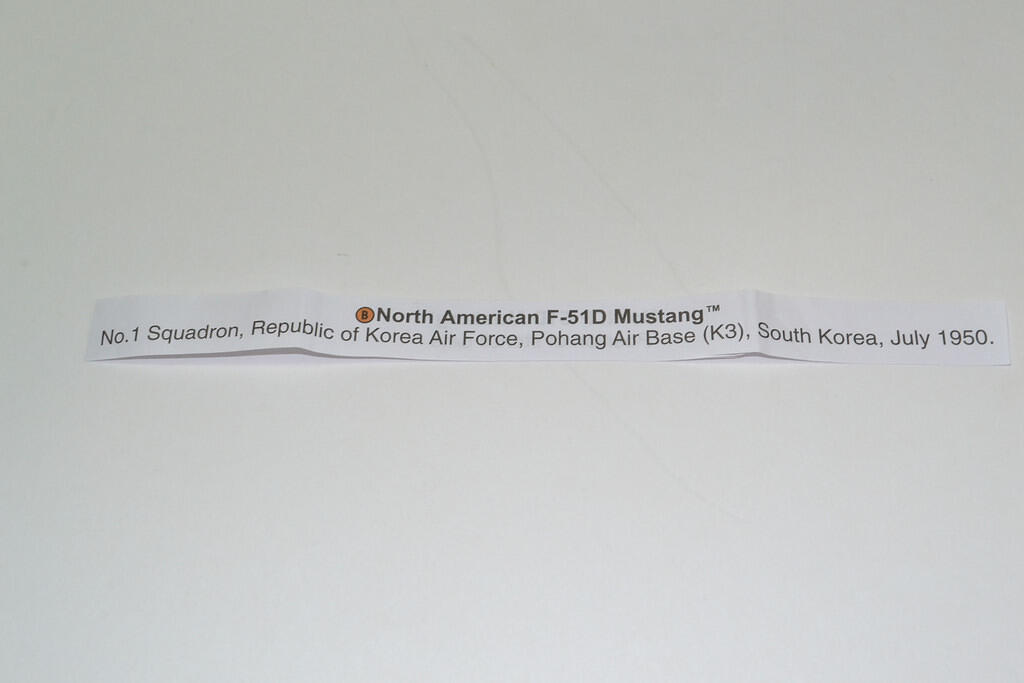 B North American F-51D Mustang™
No.1 Squadron, Republic of Korea Air Force, Pohang Air Base (K3), South Korea, July 1950.